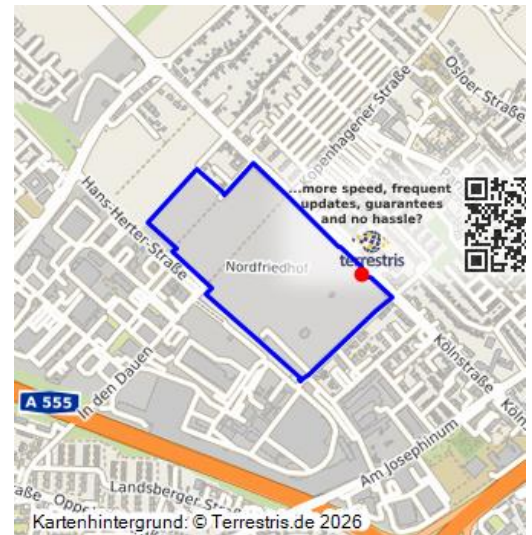 Osloer Straße
Kopenhagener Straße
...more speed, frequent
updates, guarantees
and no hassle?
terrestris
Hans-Herter-Straße
Nordfriedhof
Kölnstraße
In den Dauen
A 555
Am Josephinum
Landsberger Straße
Kartenhintergrund: © Terrestris.de 2026